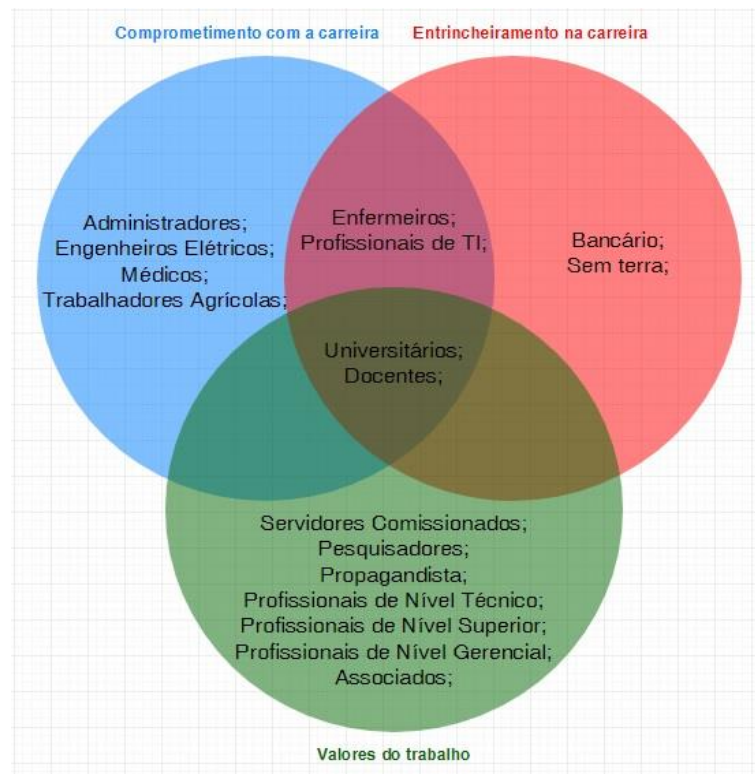 Comprometimento com a carreira
Entrincheiramento na carreira
Administradores;
Engenheiros Elétricos;
Médicos;
Trabalhadores Agrícolas;
Enfermeiros;
Profissionais de TI;
Bancário;
Sem terra;
Universitários;
Docentes;
Servidores Comissionados;
Pesquisadores;
Propagandista;
Profissionais de Nível Técnico;
Profissionais de Nível Superior;
Profissionais de Nível Gerencial;
Associados;
Valores do trabalho